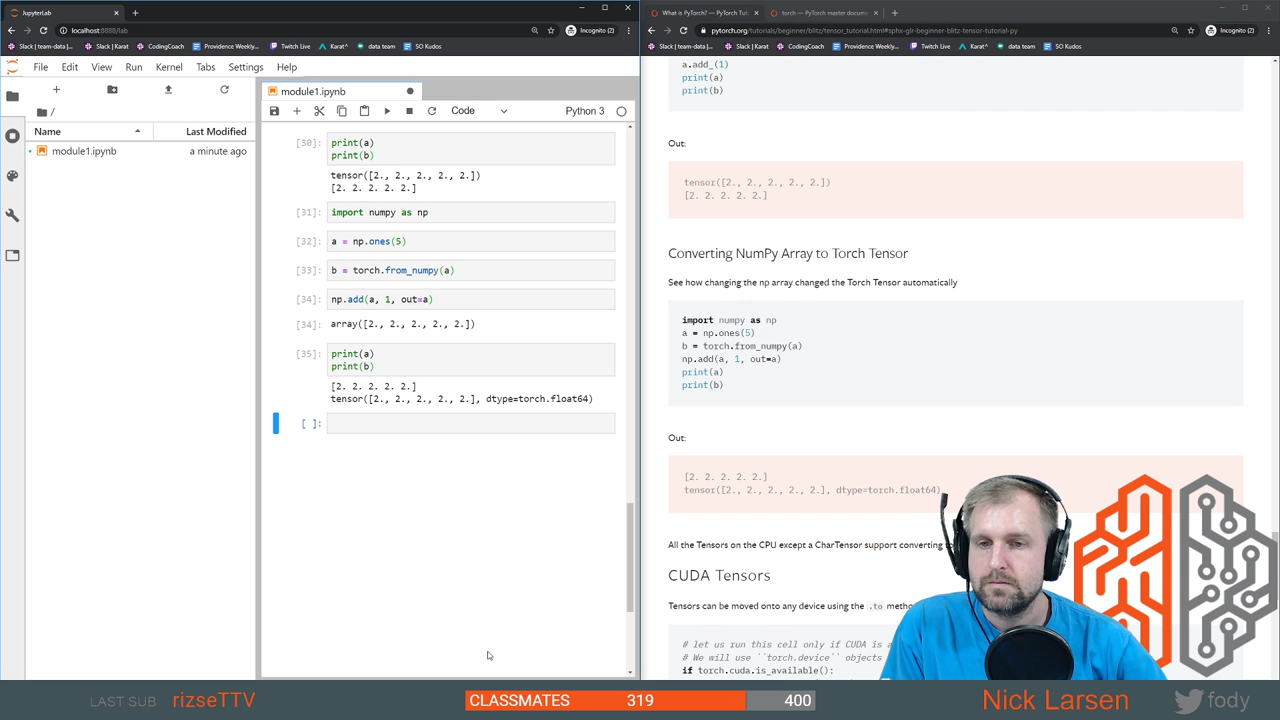 JupyterLab
localhost:8888/lab
Incognito (2)
Slack | team-data...
Slack | Karat
CodingCoach
Providence Weekly...
Twitch Live
Karat^
data team
SO Kudos
File Edit View Run Kernel Tabs Settings Help
module1.ipynb
/
Code
Python 3
Name
Last Modified
module1.ipynb
a minute ago
[30]: print(a)
print(b)
tensor([2., 2., 2., 2., 2.])
[2. 2. 2. 2. 2.]
[31]: import numpy as np
[32]: a = np.ones(5)
[33]: b = torch.from_numpy(a)
[34]: np.add(a, 1, out=a)
[34]: array([2., 2., 2., 2., 2.])
[35]: print(a)
print(b)
[2. 2. 2. 2. 2.]
tensor([2., 2., 2., 2., 2.], dtype=torch.float64)
[ ]:
What is PyTorch? — PyTorch Tut
torch — PyTorch master docum
pytorch.org/tutorials/beginner/blitz/tensor_tutorial.html#sphx-glr-beginner-blitz-tensor-tutorial-py
Incognito (2)
Slack | team-data...
Slack | Karat
CodingCoach
Providence Weekly...
Twitch Live
Karat^
data team
SO Kudos
a.add_(1)
print(a)
print(b)
Out:
tensor([2., 2., 2., 2., 2.])
[2. 2. 2. 2. 2.]
Converting NumPy Array to Torch Tensor
See how changing the np array changed the Torch Tensor automatically
import numpy as np
a = np.ones(5)
b = torch.from_numpy(a)
np.add(a, 1, out=a)
print(a)
print(b)
Out:
[2. 2. 2. 2. 2.]
tensor([2., 2., 2., 2., 2.], dtype=torch.float64)
All the Tensors on the CPU except a CharTensor support converting
CUDA Tensors
Tensors can be moved onto any device using the .to
# let us run this cell only if CUDA is
# We will use ``torch.device`` objects
if torch.cuda.is_available():
LAST SUB rizseTTV
CLASSMATES 319 400
Nick Larsen
fody